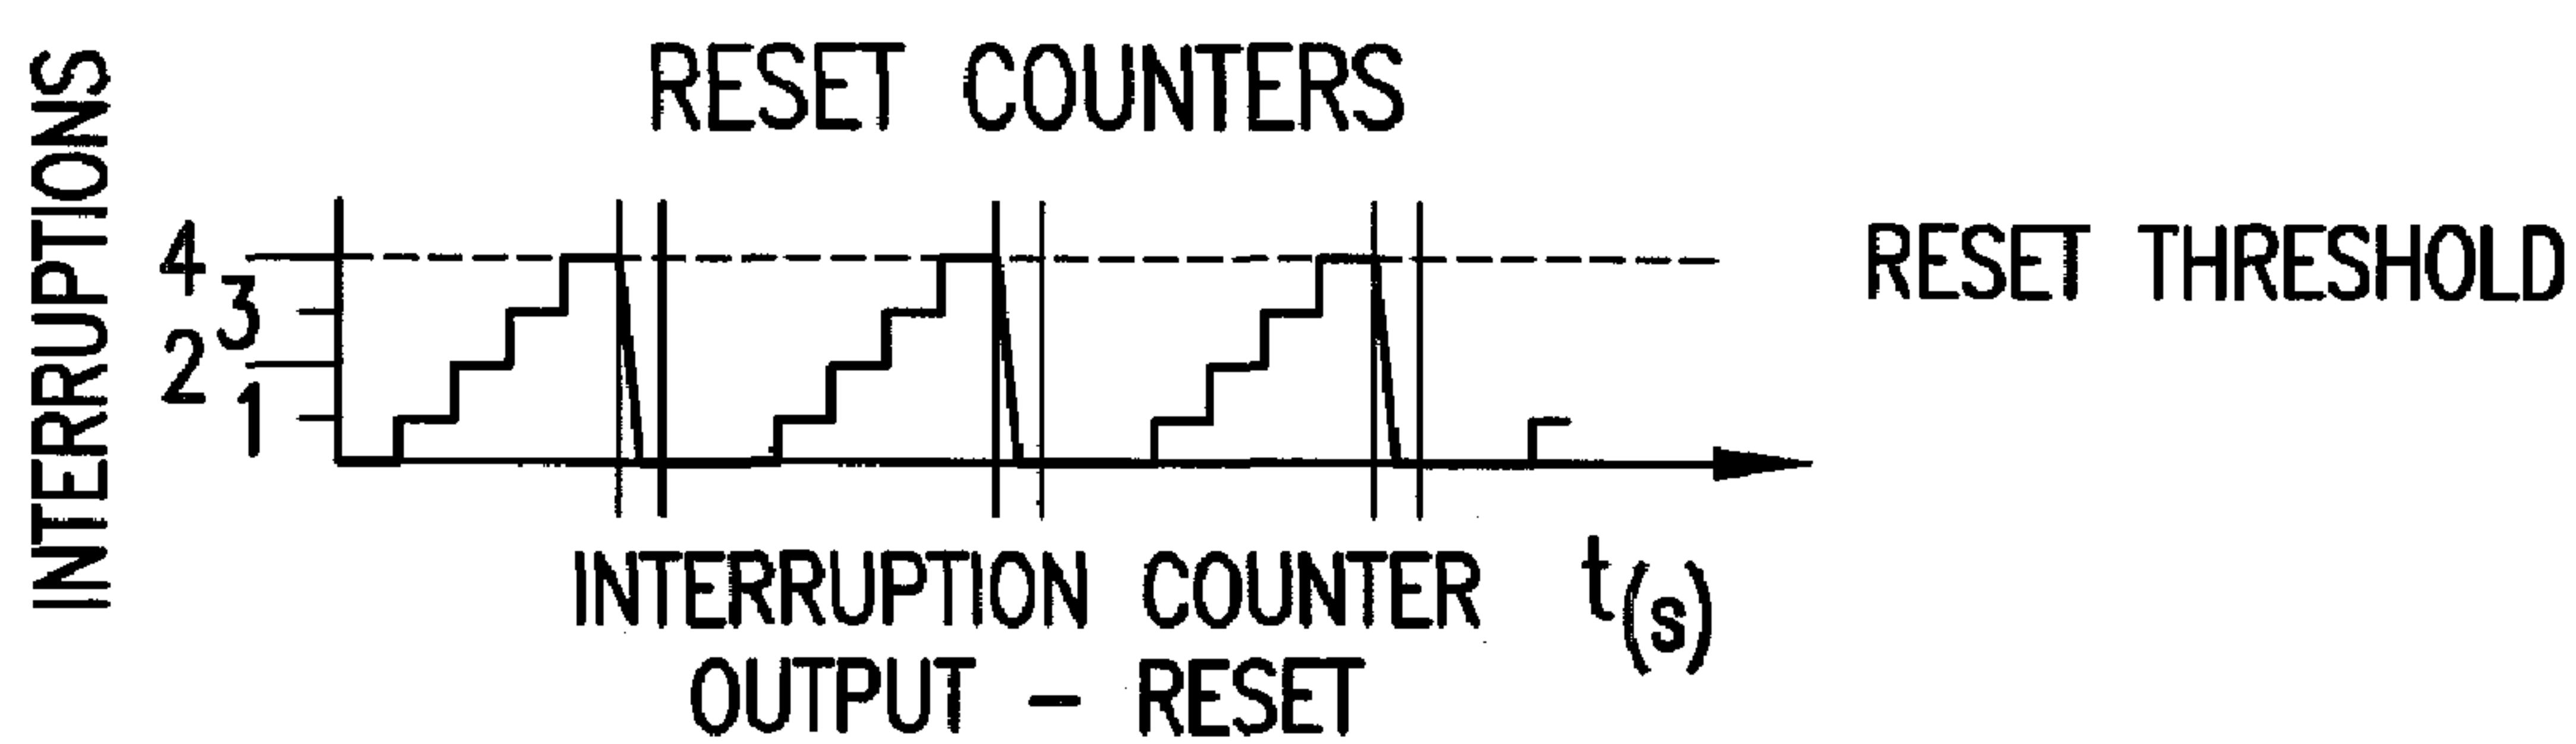 RESET COUNTERS
INTERRUPTIONS
4
3
2
1
RESET THRESHOLD
INTERRUPTION COUNTER
OUTPUT - RESET
t(s)